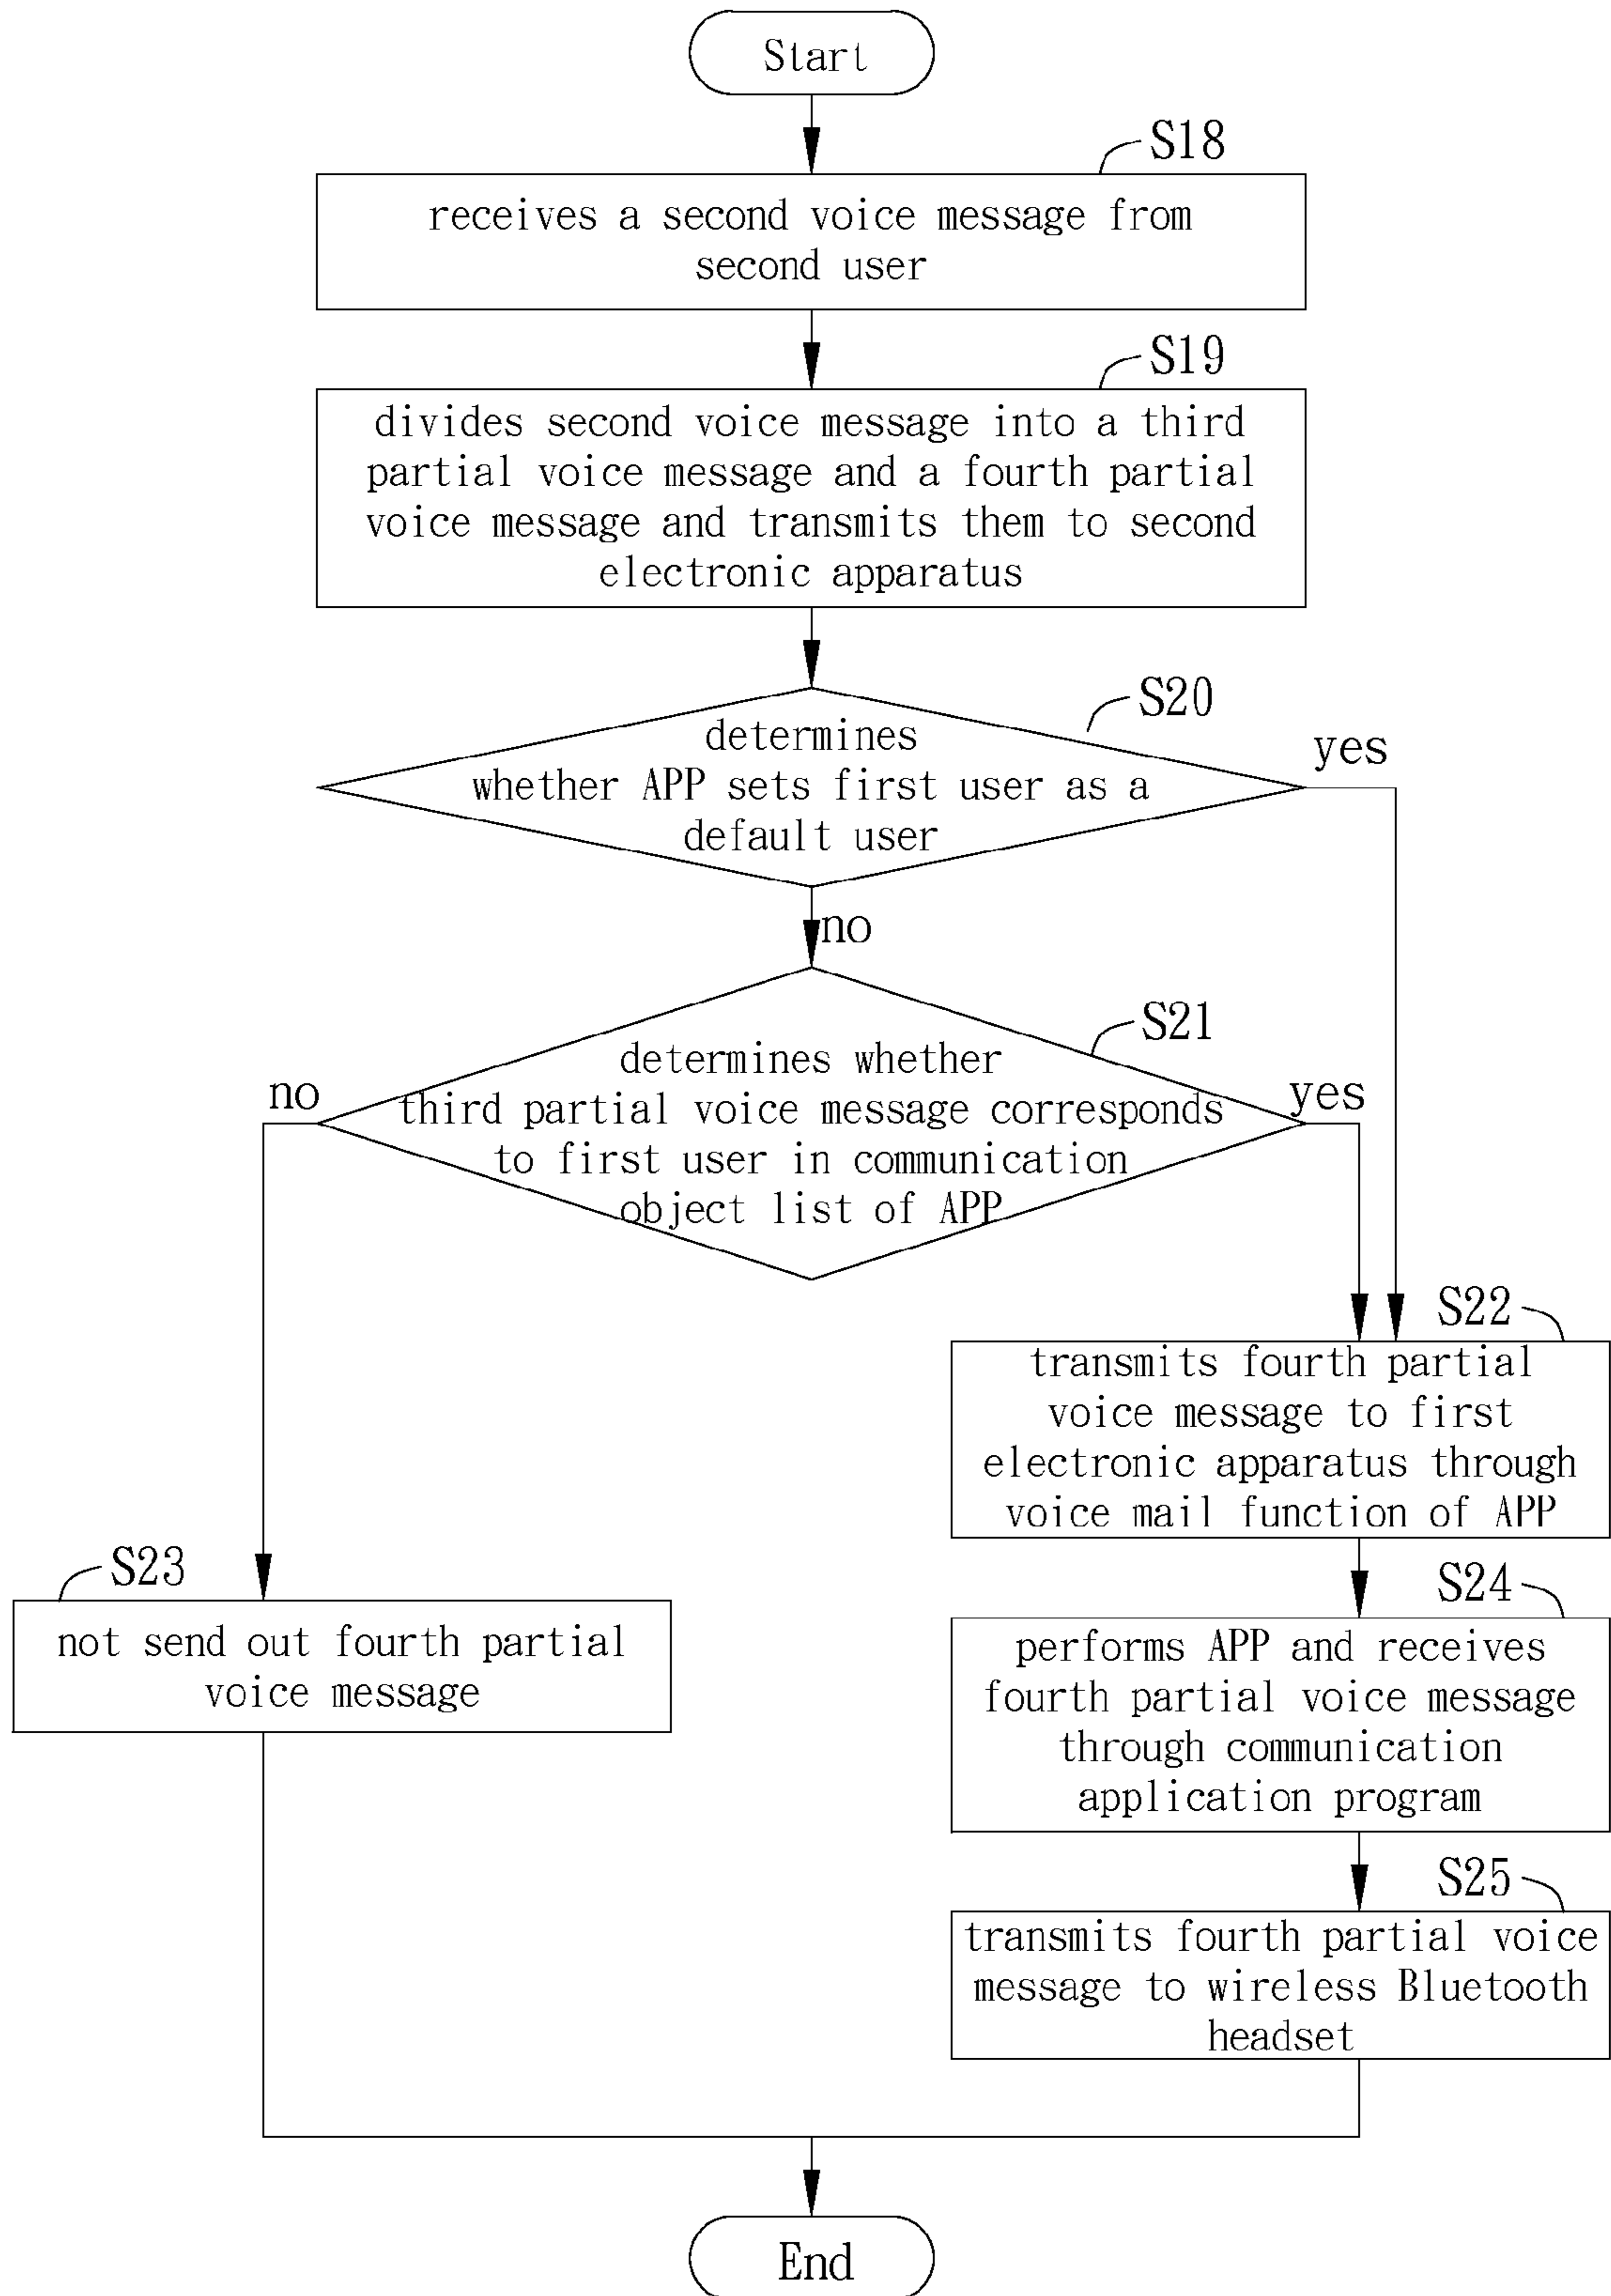 Start
S18
receives a second voice message from
second user
S19
divides second voice message into a third
partial voice message and a fourth partial
voice message and transmits them to second
electronic apparatus
S20
determines
whether APP sets first user as a
default user
yes
no
S21
determines whether
third partial voice message corresponds
to first user in communication
object list of APP
no
yes
S22
transmits fourth partial
voice message to first
electronic apparatus through
voice mail function of APP
S23
not send out fourth partial
voice message
S24
performs APP and receives
fourth partial voice message
through communication
application program
S25
transmits fourth partial voice
message to wireless Bluetooth
headset
End